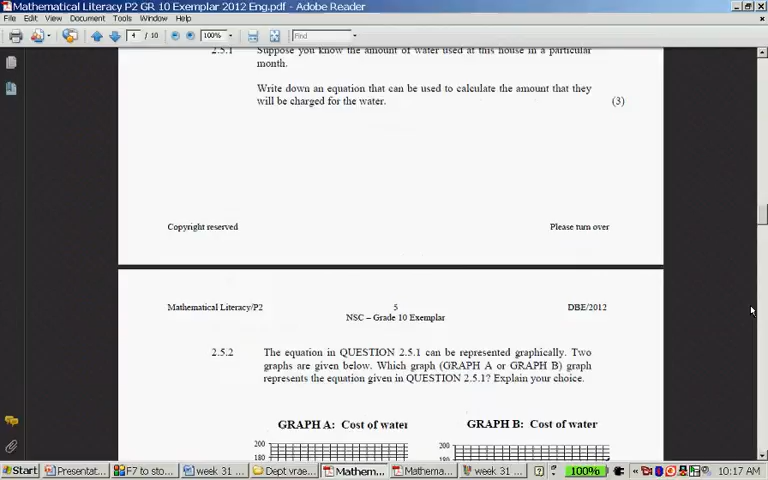 Mathematical Literacy P2 GR 10 Exemplar 2012 Eng.pdf - Adobe Reader
File Edit View Document Tools Window Help
4 / 10 100% Find
2.5.1 Suppose you know the amount of water used at this house in a particular
month.
Write down an equation that can be used to calculate the amount that they
will be charged for the water. (3)
Copyright reserved Please turn over
Mathematical Literacy/P2 5 DBE/2012
NSC – Grade 10 Exemplar
2.5.2 The equation in QUESTION 2.5.1 can be represented graphically. Two
graphs are given below. Which graph (GRAPH A or GRAPH B) graph
represents the equation given in QUESTION 2.5.1? Explain your choice.
GRAPH A: Cost of water GRAPH B: Cost of water
200 200
180 180
Start Presentat... F7 to sto... week 31 ... Dept vrae... Mathem... Mathema... week 31 ... 100% 10:17 AM